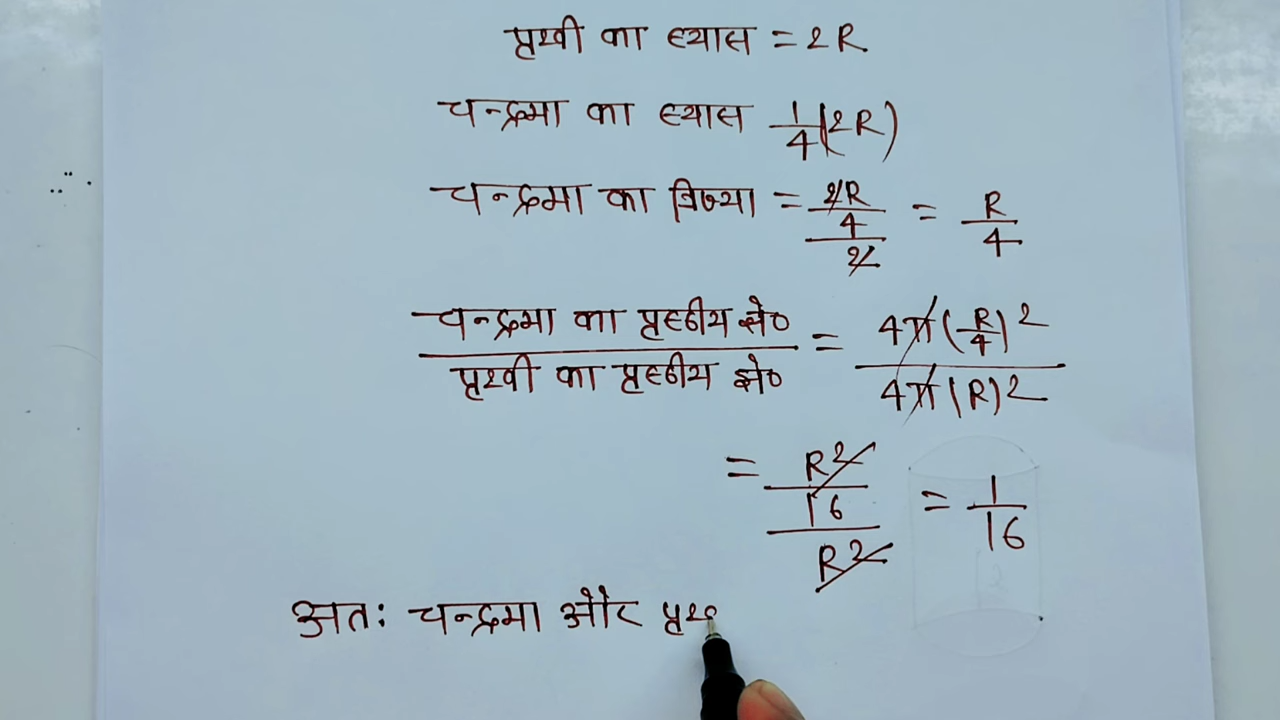 पृथ्वी का व्यास = 2R
चन्द्रमा का व्यास 1/4 (2R)
चन्द्रमा का त्रिज्या = (2R/4)/2 = R/4
चन्द्रमा का पृष्ठीय क्षे० / पृथ्वी का पृष्ठीय क्षे० = 4π(R/4)2 / 4π(R)2
= (R2/16)/R2 = 1/16
अतः चन्द्रमा और पृथ